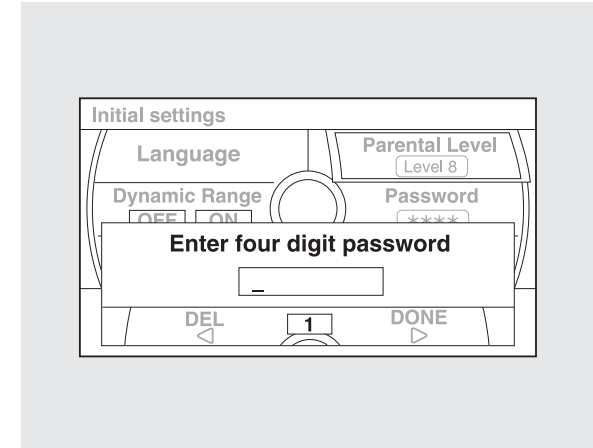 Initial settings
Language
Parental Level
Level 8
Dynamic Range
OFF ON
Password
****
Enter four digit password
_
DEL
1
DONE